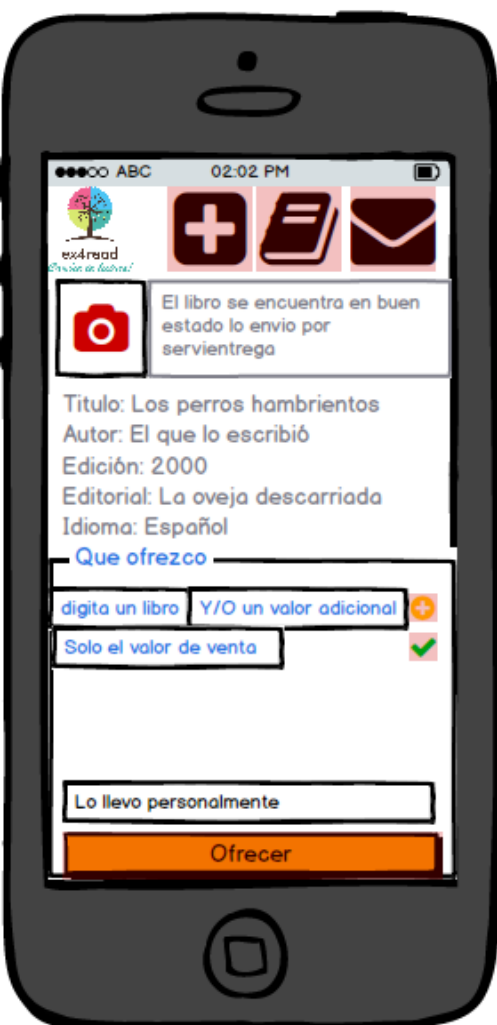 ABC 02:02 PM
ex4read
El libro se encuentra en buen
estado lo envio por
servientrega
Titulo: Los perros hambrientos
Autor: El que lo escribió
Edición: 2000
Editorial: La oveja descarriada
Idioma: Español
Que ofrezco
digita un libro Y/O un valor adicional
Solo el valor de venta
Lo llevo personalmente
Ofrecer